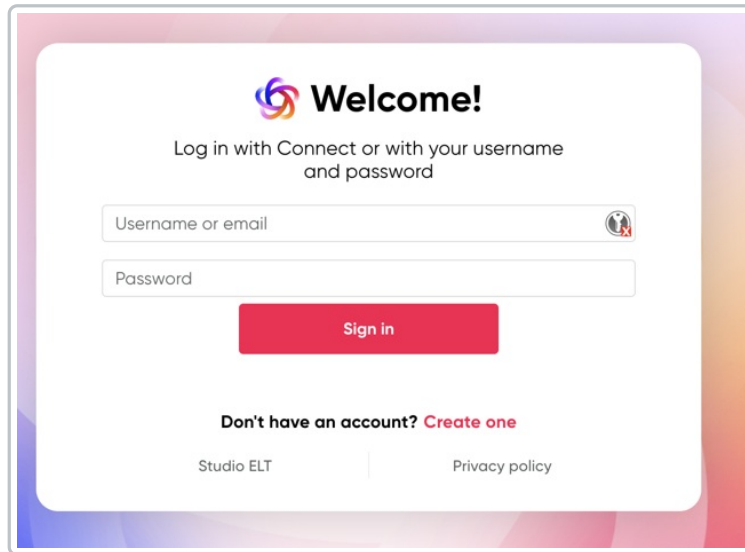 Welcome!
Log in with Connect or with your username
and password
Username or email
Password
Sign in
Don't have an account? Create one
Studio ELT
Privacy policy